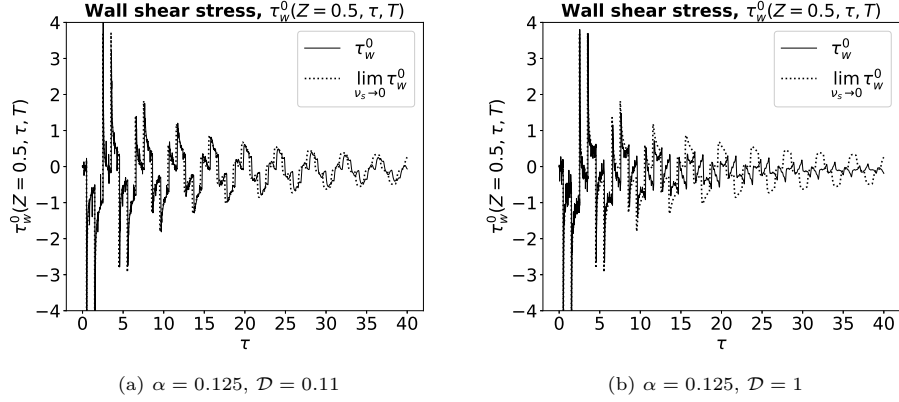 Wall shear stress, τ_w^0(Z = 0.5, τ, T)
τ_w^0(Z = 0.5, τ, T)
4
3
2
1
0
−1
−2
−3
−4
τ_w^0
lim τ_w^0
ν_s→0
0 5 10 15 20 25 30 35 40
τ
(a) α = 0.125, 𝒟 = 0.11
Wall shear stress, τ_w^0(Z = 0.5, τ, T)
τ_w^0(Z = 0.5, τ, T)
4
3
2
1
0
−1
−2
−3
−4
τ_w^0
lim τ_w^0
ν_s→0
0 5 10 15 20 25 30 35 40
τ
(b) α = 0.125, 𝒟 = 1